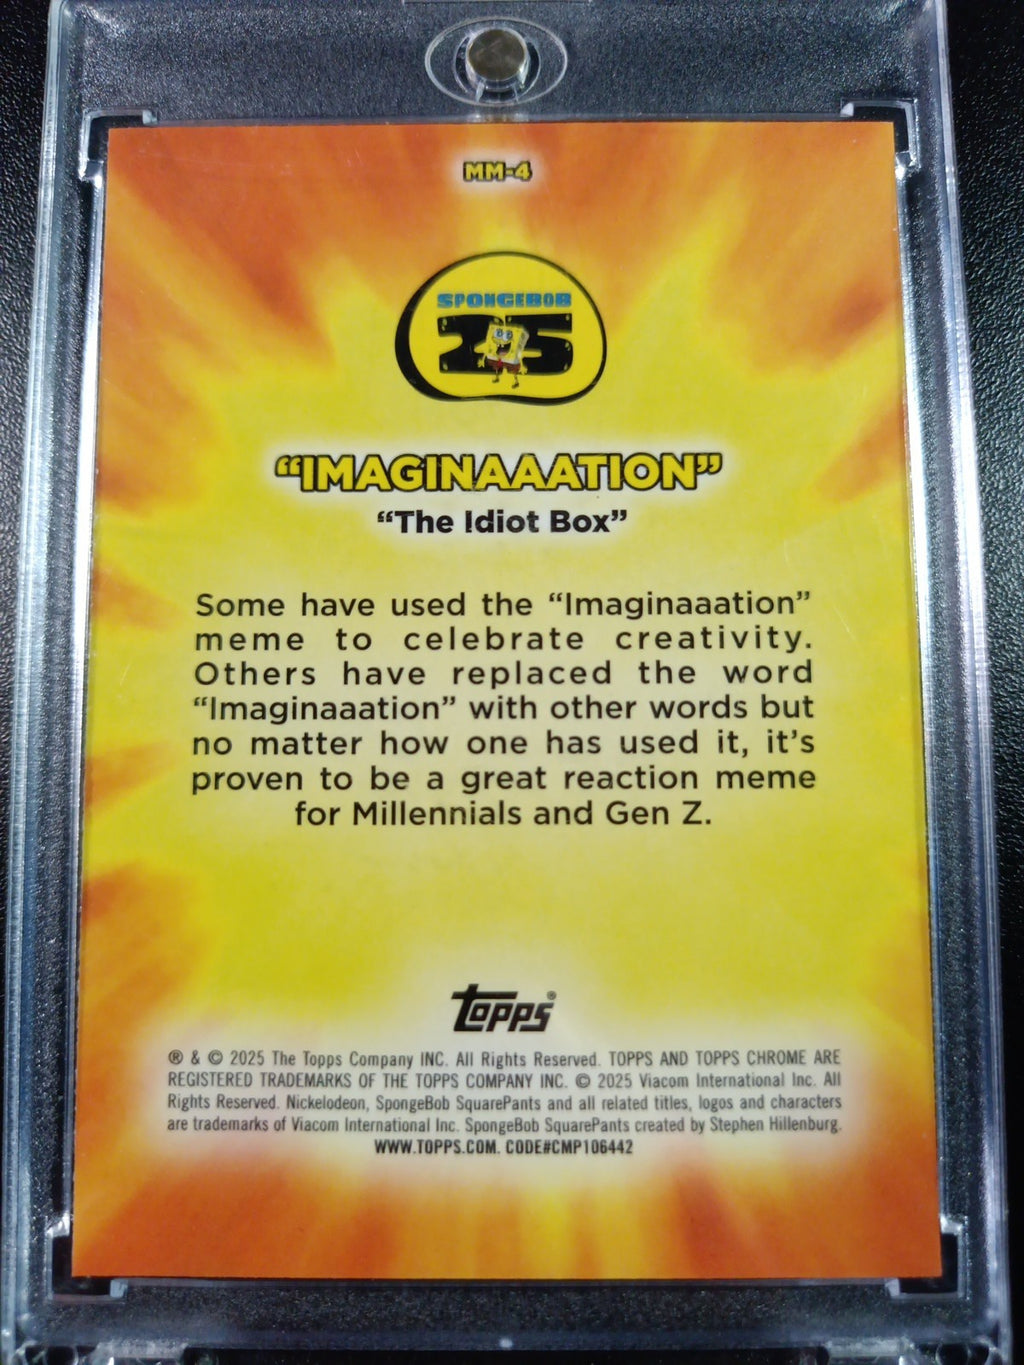 MM-4
SPONGEBOB
25
“IMAGINAAATION”
“The Idiot Box”
Some have used the “Imaginaaation”
meme to celebrate creativity.
Others have replaced the word
“Imaginaaation” with other words but
no matter how one has used it, it’s
proven to be a great reaction meme
for Millennials and Gen Z.
Topps®
® & © 2025 The Topps Company INC. All Rights Reserved. TOPPS AND TOPPS CHROME ARE
REGISTERED TRADEMARKS OF THE TOPPS COMPANY INC. © 2025 Viacom International Inc. All
Rights Reserved. Nickelodeon, SpongeBob SquarePants and all related titles, logos and characters
are trademarks of Viacom International Inc. SpongeBob SquarePants created by Stephen Hillenburg.
WWW.TOPPS.COM. CODE#CMP106442